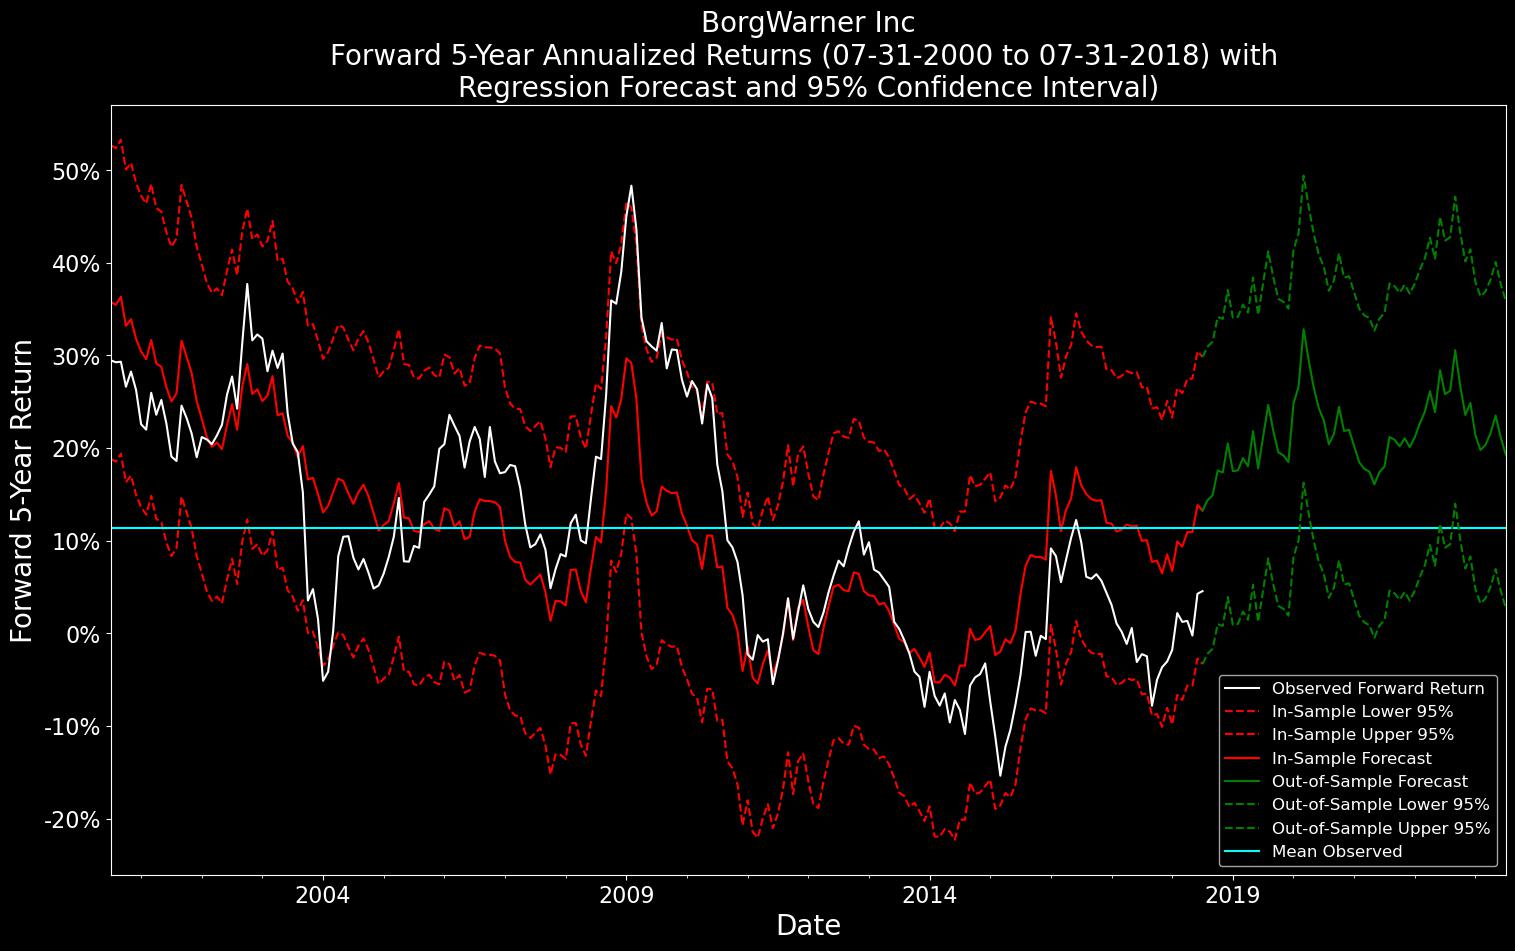 BorgWarner Inc
Forward 5-Year Annualized Returns (07-31-2000 to 07-31-2018) with
Regression Forecast and 95% Confidence Interval)
Forward 5-Year Return
50%
40%
30%
20%
10%
0%
-10%
-20%
Observed Forward Return
In-Sample Lower 95%
In-Sample Upper 95%
In-Sample Forecast
Out-of-Sample Forecast
Out-of-Sample Lower 95%
Out-of-Sample Upper 95%
Mean Observed
2004
2009
2014
2019
Date